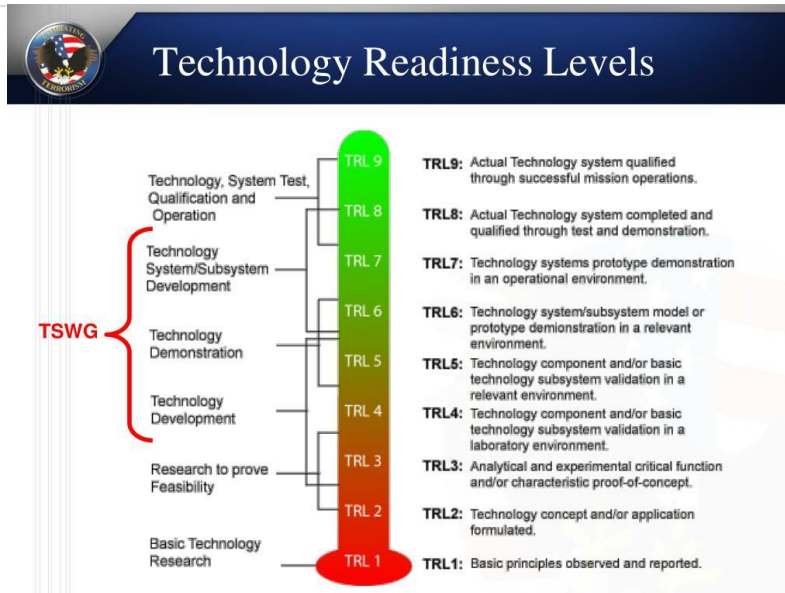 COMBATING
TERRORISM
Technology Readiness Levels
Technology, System Test,
Qualification and
Operation
Technology
System/Subsystem
Development
TSWG
Technology
Demonstration
Technology
Development
Research to prove
Feasibility
Basic Technology
Research
TRL 9
TRL 8
TRL 7
TRL 6
TRL 5
TRL 4
TRL 3
TRL 2
TRL 1
TRL9: Actual Technology system qualified
through successful mission operations.
TRL8: Actual Technology system completed and
qualified through test and demonstration.
TRL7: Technology systems prototype demonstration
in an operational environment.
TRL6: Technology system/subsystem model or
prototype demionstration in a relevant
environment.
TRL5: Technology component and/or basic
technology subsystem validation in a
relevant environment.
TRL4: Technology component and/or basic
technology subsystem validation in a
laboratory environment.
TRL3: Analytical and experimental critical function
and/or characteristic proof-of-concept.
TRL2: Technology concept and/or application
formulated.
TRL1: Basic principles observed and reported.